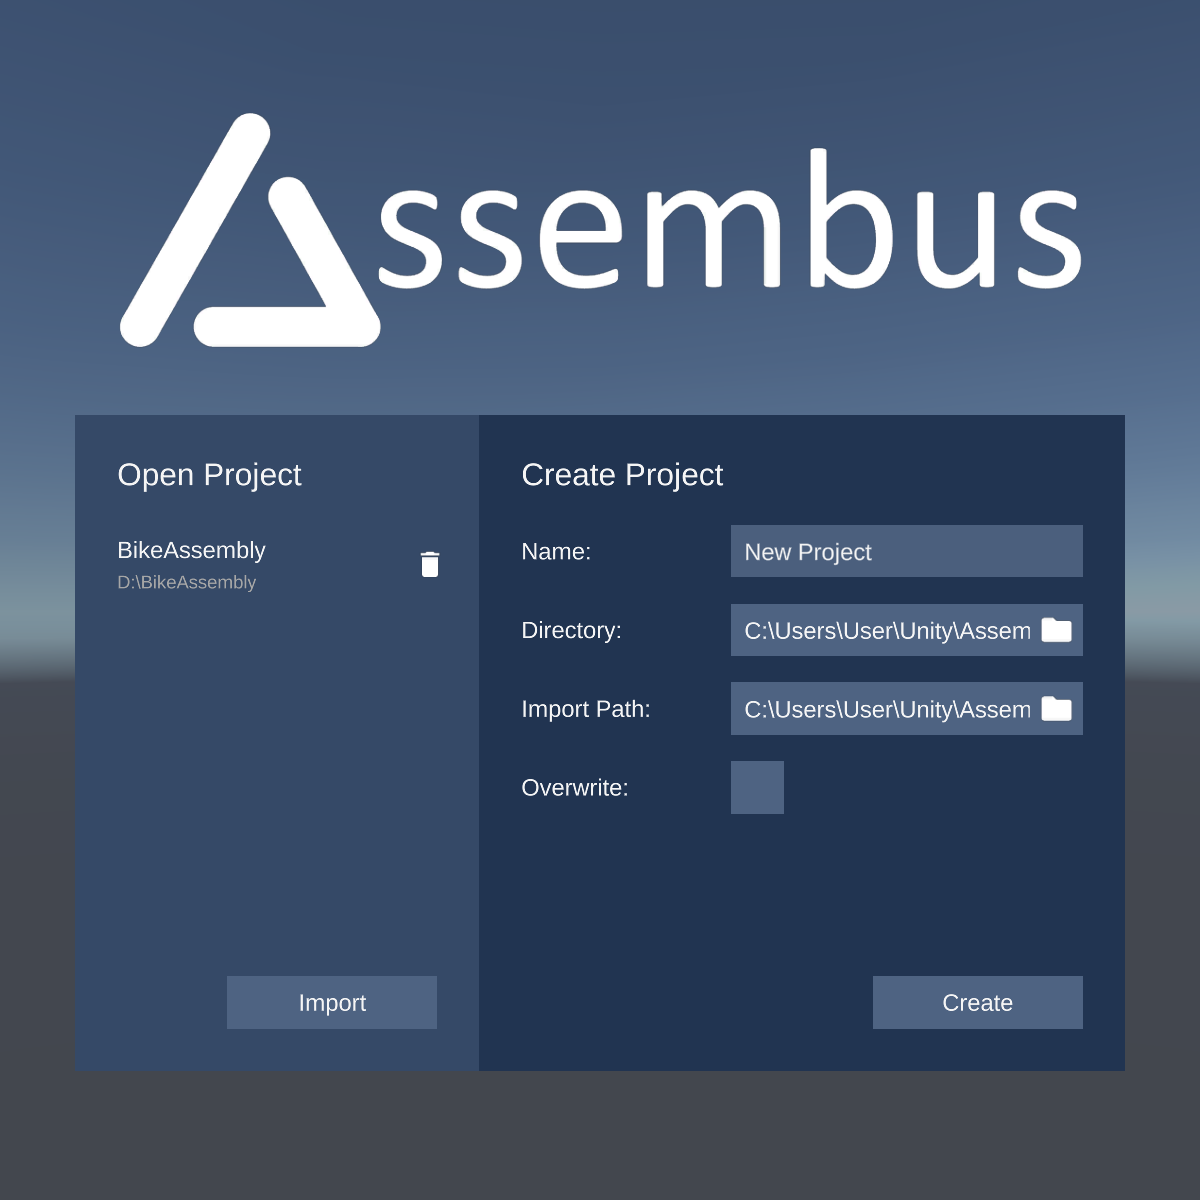 Assembus
Open Project
BikeAssembly
D:\BikeAssembly
Import
Create Project
Name:
New Project
Directory:
C:\Users\User\Unity\Assem
Import Path:
C:\Users\User\Unity\Assem
Overwrite:
Create